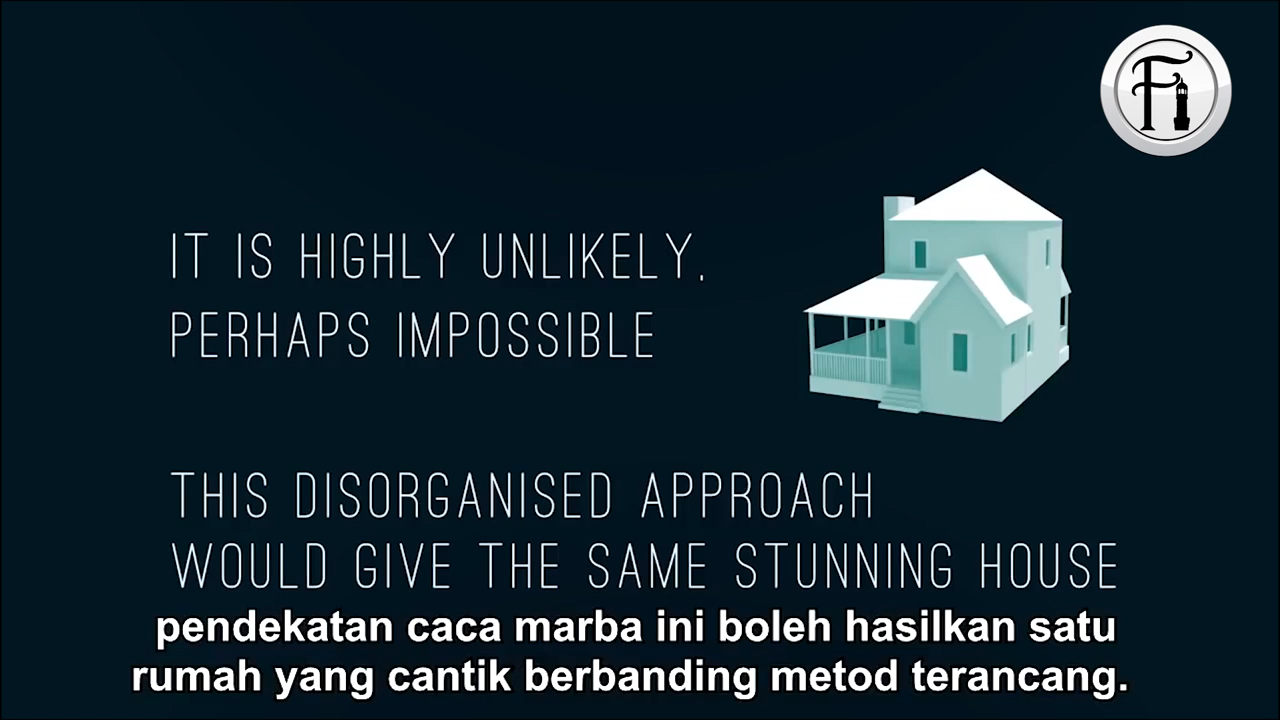 Fi
IT IS HIGHLY UNLIKELY,
PERHAPS IMPOSSIBLE
THIS DISORGANISED APPROACH
WOULD GIVE THE SAME STUNNING HOUSE
pendekatan caca marba ini boleh hasilkan satu
rumah yang cantik berbanding metod terancang.